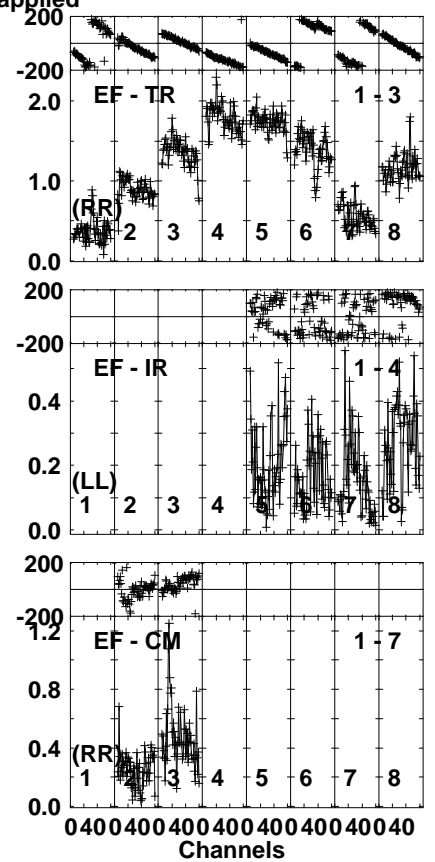 applied
200
-200
EF - TR 1 - 3
2.0
1.0
(RR)
1 2 3 4 5 6 7 8
0.0
200
-200
EF - IR 1 - 4
0.4
0.2
(LL)
1 2 3 4 5 6 7 8
0.0
200
-200
1.2
EF - CM 1 - 7
0.8
0.4
(RR)
1 2 3 4 5 6 7 8
0.0
0 40 0 40 0 40 0 40 0 40 0 40 0 40 0 40
Channels